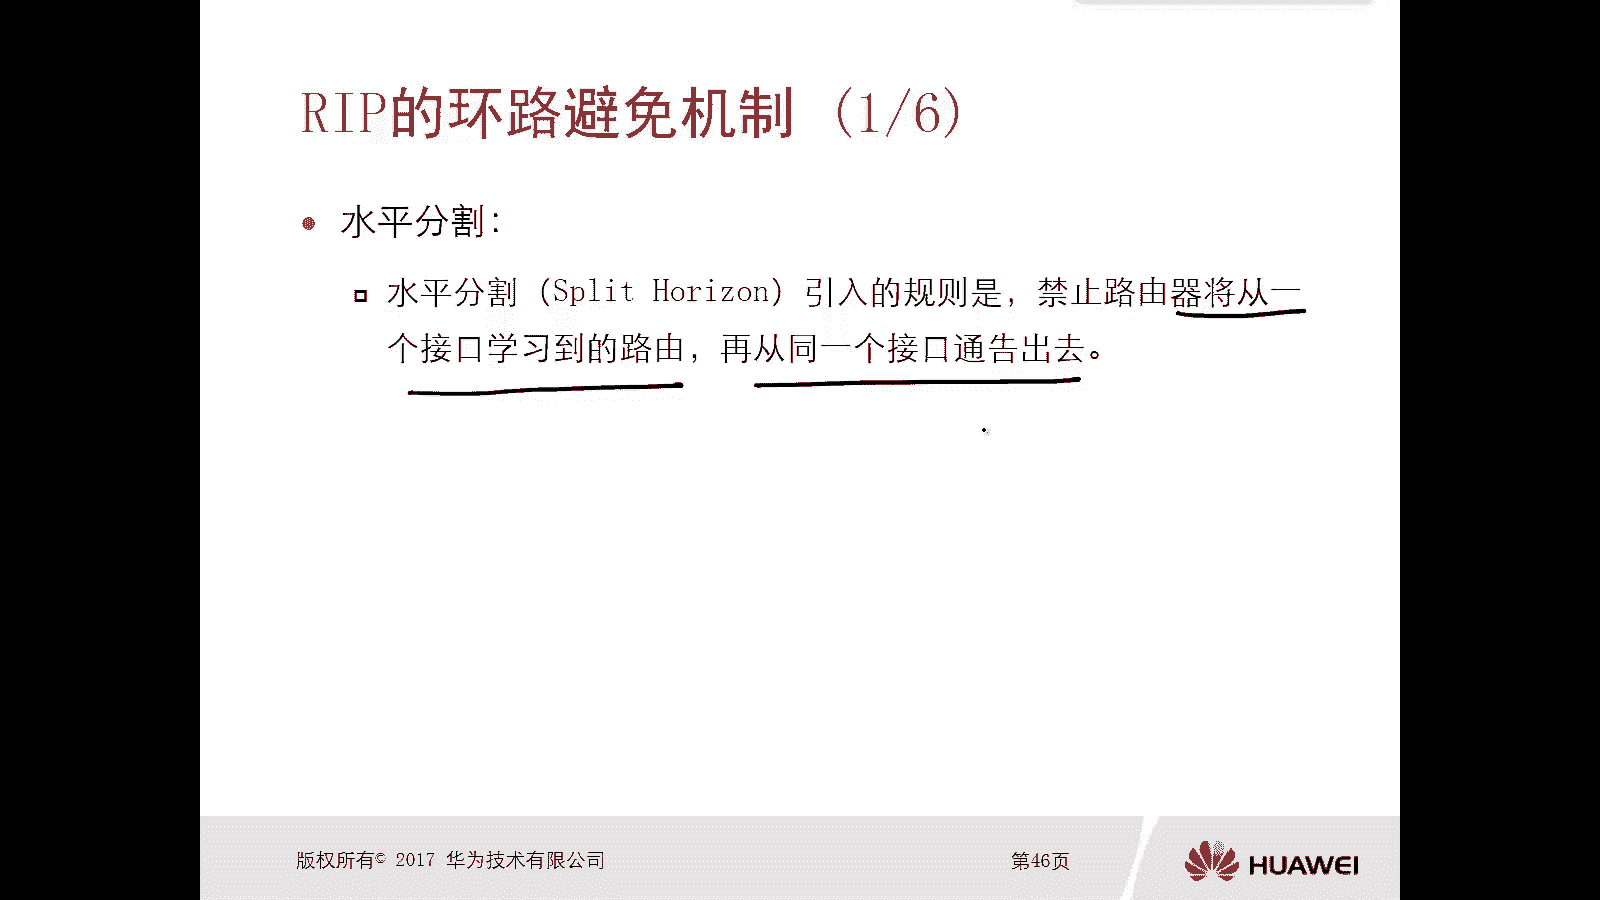 RIP的环路避免机制 (1/6)
水平分割：
水平分割（Split Horizon）引入的规则是，禁止路由器将从一
个接口学习到的路由，再从同一个接口通告出去。
版权所有© 2017 华为技术有限公司
第46页
HUAWEI